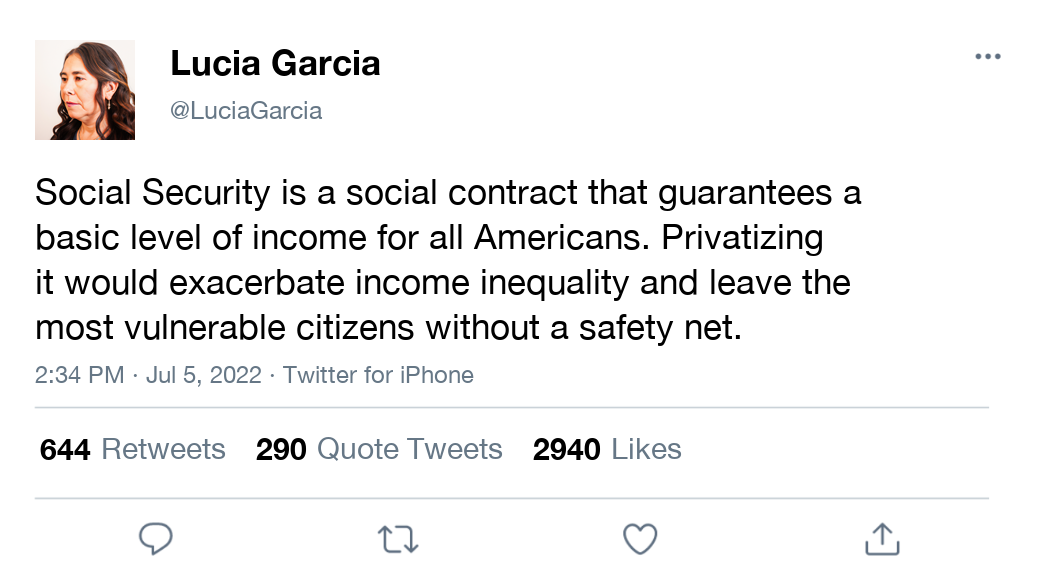 Lucia Garcia
@LuciaGarcia
Social Security is a social contract that guarantees a
basic level of income for all Americans. Privatizing
it would exacerbate income inequality and leave the
most vulnerable citizens without a safety net.
2:34 PM · Jul 5, 2022 · Twitter for iPhone
644 Retweets 290 Quote Tweets 2940 Likes